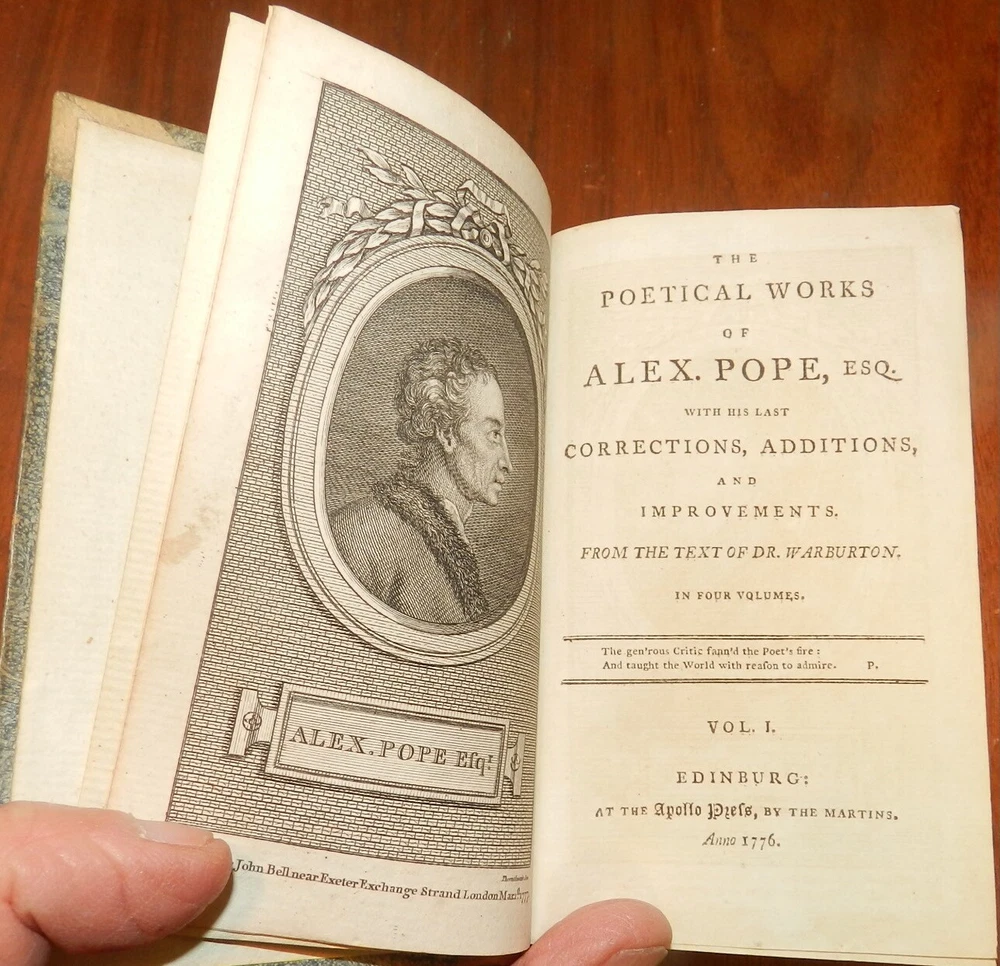 ALEX. POPE Eſqr.
John Bell near Exeter Exchange Strand London
THE
POETICAL WORKS
OF
ALEX. POPE, ESQ.
WITH HIS LAST
CORRECTIONS, ADDITIONS,
AND
IMPROVEMENTS.
FROM THE TEXT OF DR. WARBURTON.
IN FOUR VOLUMES.
The gen'rous Critic fann'd the Poet's fire :
And taught the World with reaſon to admire. P.
VOL. I.
EDINBURG:
AT THE Apollo Preſs, BY THE MARTINS.
Anno 1776.